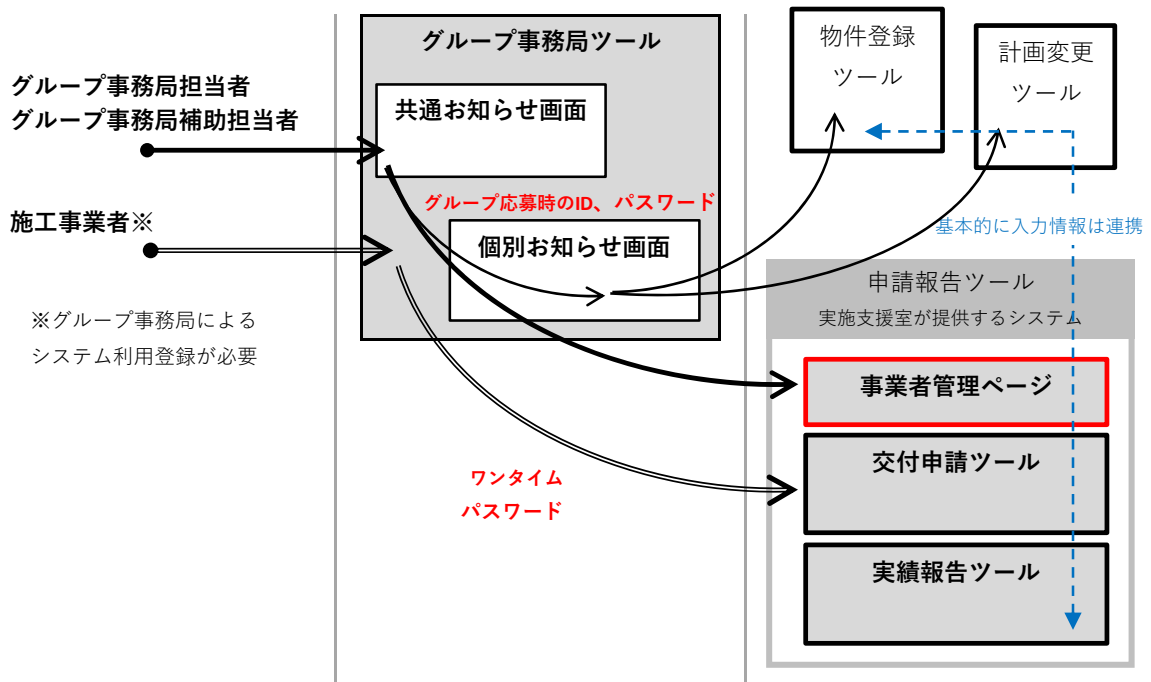 グループ事務局担当者
グループ事務局補助担当者
施工事業者※
※グループ事務局による
システム利用登録が必要
グループ事務局ツール
共通お知らせ画面
グループ応募時のID、パスワード
個別お知らせ画面
ワンタイム
パスワード
物件登録
ツール
計画変更
ツール
基本的に入力情報は連携
申請報告ツール
実施支援室が提供するシステム
事業者管理ページ
交付申請ツール
実績報告ツール